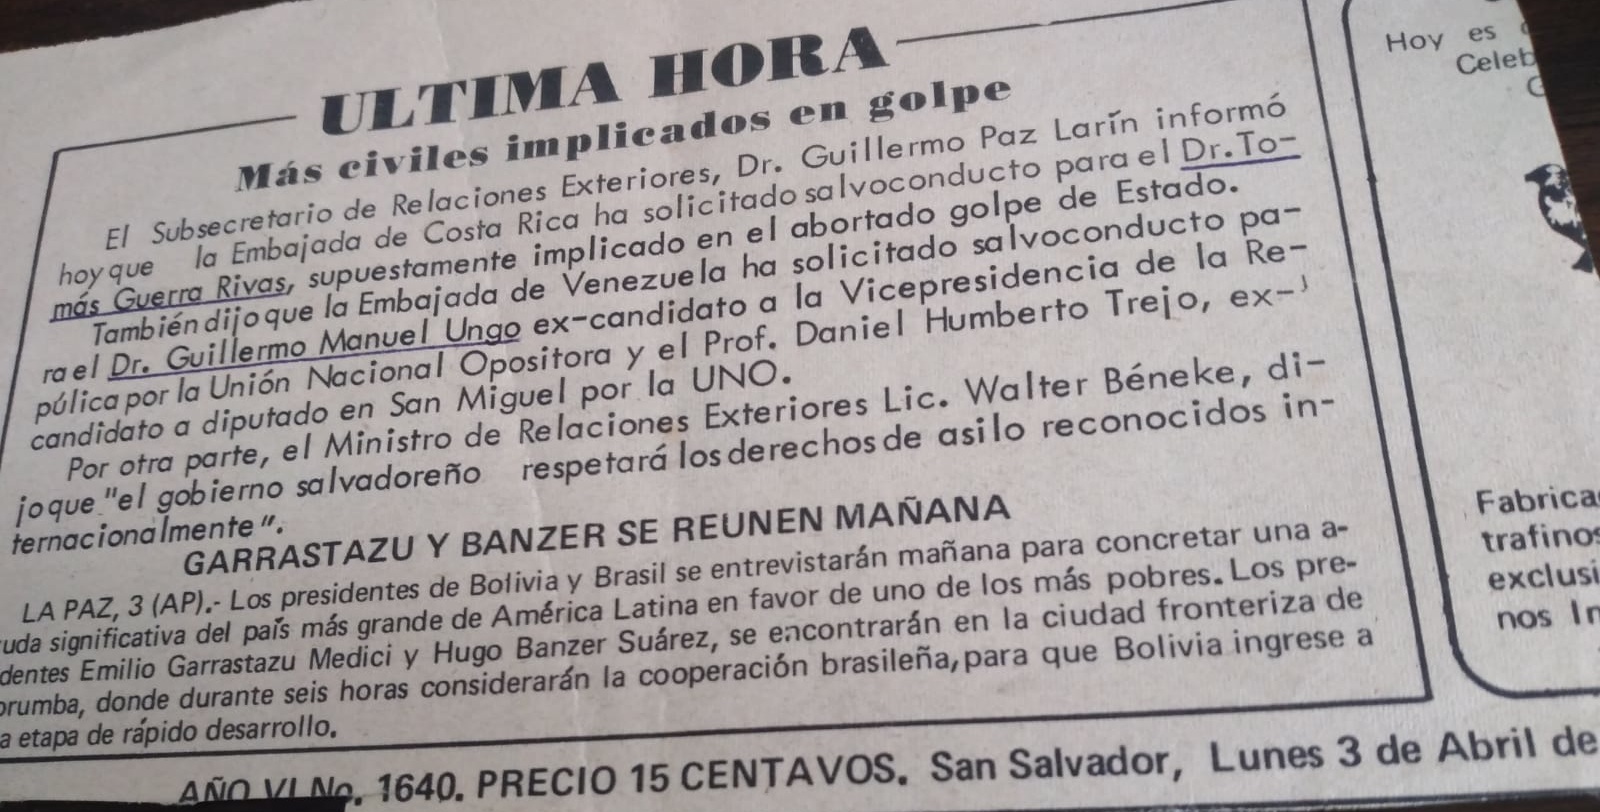 ULTIMA HORA
Más civiles implicados en golpe
El Subsecretario de Relaciones Exteriores, Dr. Guillermo Paz Larín informó
hoy que la Embajada de Costa Rica ha solicitado salvoconducto para el Dr. To-
más Guerra Rivas, supuestamente implicado en el abortado golpe de Estado.
También dijo que la Embajada de Venezuela ha solicitado salvoconducto pa-
ra el Dr. Guillermo Manuel Ungo ex-candidato a la Vicepresidencia de la Re-
púlica por la Unión Nacional Opositora y el Prof. Daniel Humberto Trejo, ex-
candidato a diputado en San Miguel por la UNO.
Por otra parte, el Ministro de Relaciones Exteriores Lic. Walter Béneke, di-
jo que "el gobierno salvadoreño respetará los derechos de asilo reconocidos in-
ternacionalmente".
GARRASTAZU Y BANZER SE REUNEN MAÑANA
LA PAZ, 3 (AP).- Los presidentes de Bolivia y Brasil se entrevistarán mañana para concretar una a-
uda significativa del país más grande de América Latina en favor de uno de los más pobres. Los pre-
dentes Emilio Garrastazu Medici y Hugo Banzer Suárez, se encontrarán en la ciudad fronteriza de
orumba, donde durante seis horas considerarán la cooperación brasileña, para que Bolivia ingrese a
a etapa de rápido desarrollo.
AÑO VI No. 1640. PRECIO 15 CENTAVOS. San Salvador, Lunes 3 de Abril de
Hoy es
Celeb
Fabrica
trafinos
exclusi
nos In